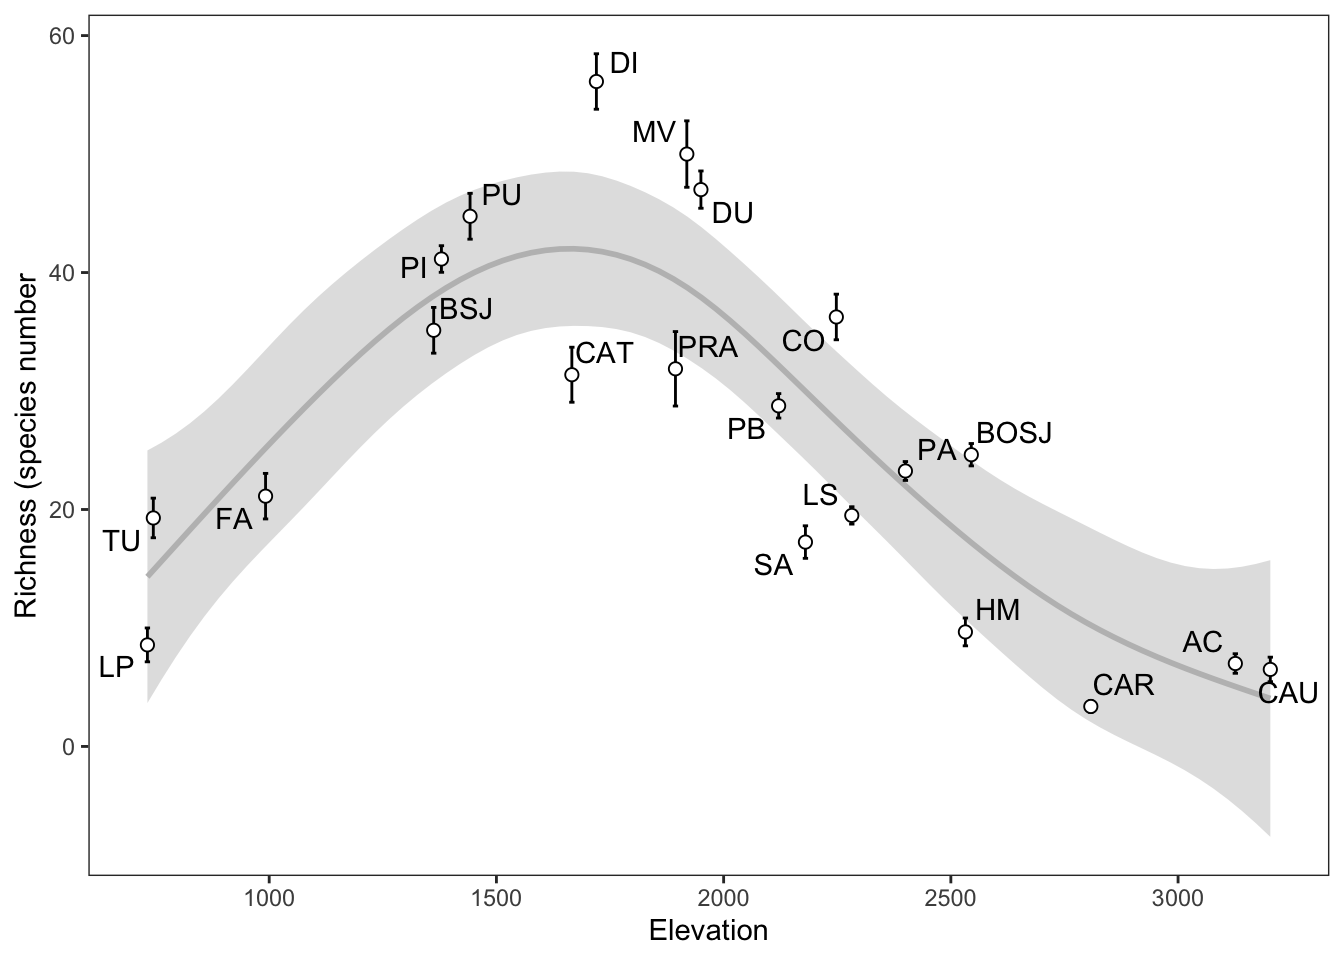 60
40
20
0
Richness (species number
DI
MV
PU
DU
PI
BSJ
CO
CAT
PRA
PB
BOSJ
PA
LS
FA
TU
SA
HM
LP
AC
CAR
CAU
1000
1500
2000
2500
3000
Elevation